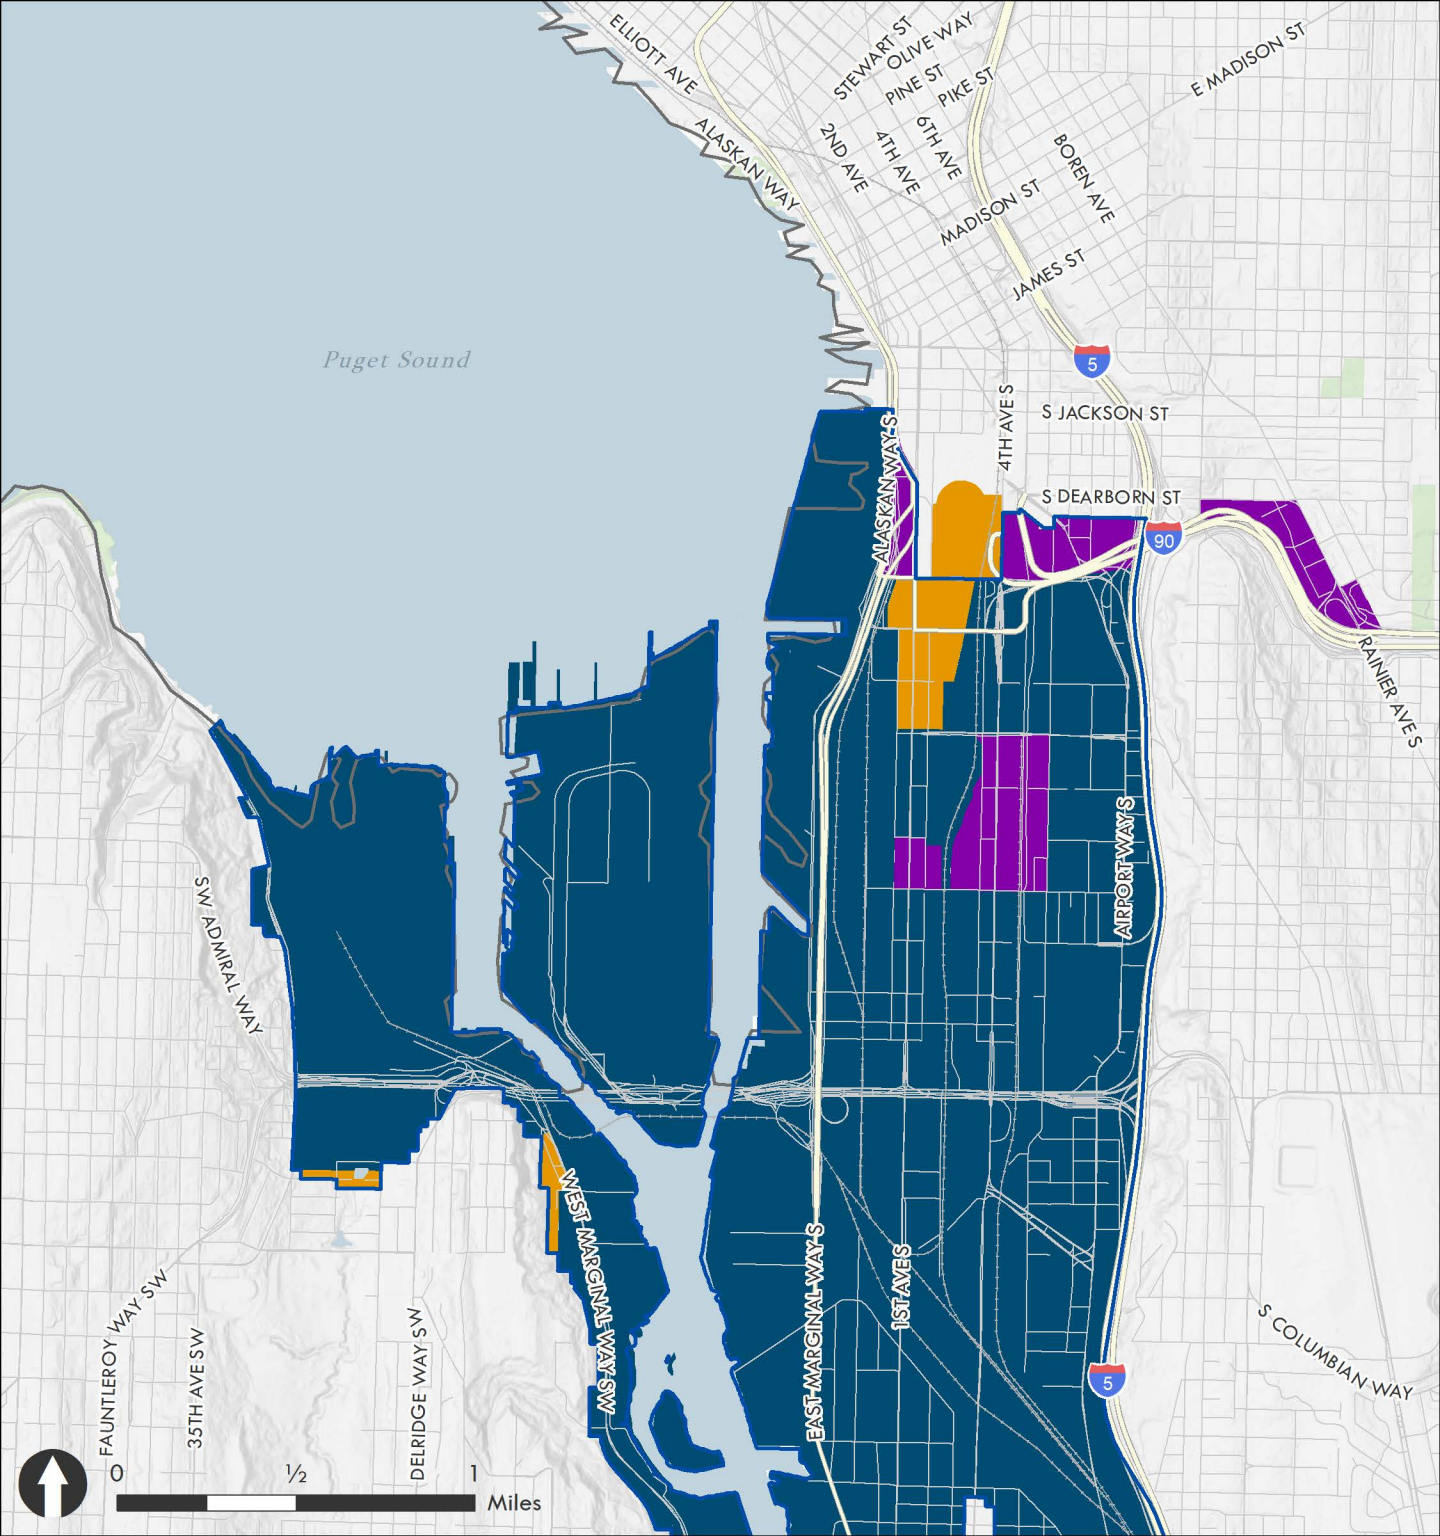 ELLIOTT AVE
STEWART ST
OLIVE WAY
PINE ST
PIKE ST
E MADISON ST
ALASKAN WAY
2ND AVE
4TH AVE
6TH AVE
BOREN AVE
MADISON ST
JAMES ST
Puget Sound
5
4TH AVE S
S JACKSON ST
ALASKAN WAY S
S DEARBORN ST
90
RAINIER AVE S
AIRPORT WAY S
SW ADMIRAL WAY
WEST MARGINAL WAY SW
EAST MARGINAL WAY S
1ST AVE S
FAUNTLEROY WAY SW
35TH AVE SW
DELRIDGE WAY SW
S COLUMBIAN WAY
5
0 ½ 1
Miles